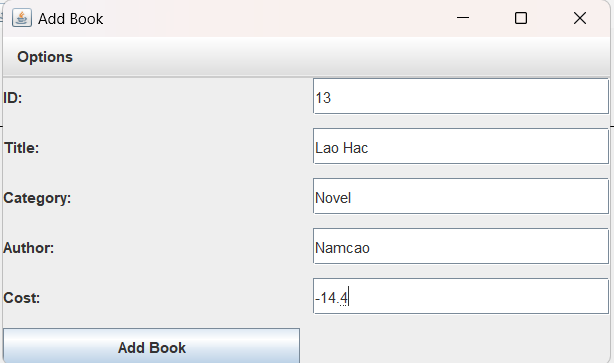 Add Book
Options
ID: 13
Title: Lao Hac
Category: Novel
Author: Namcao
Cost: -14.4
Add Book